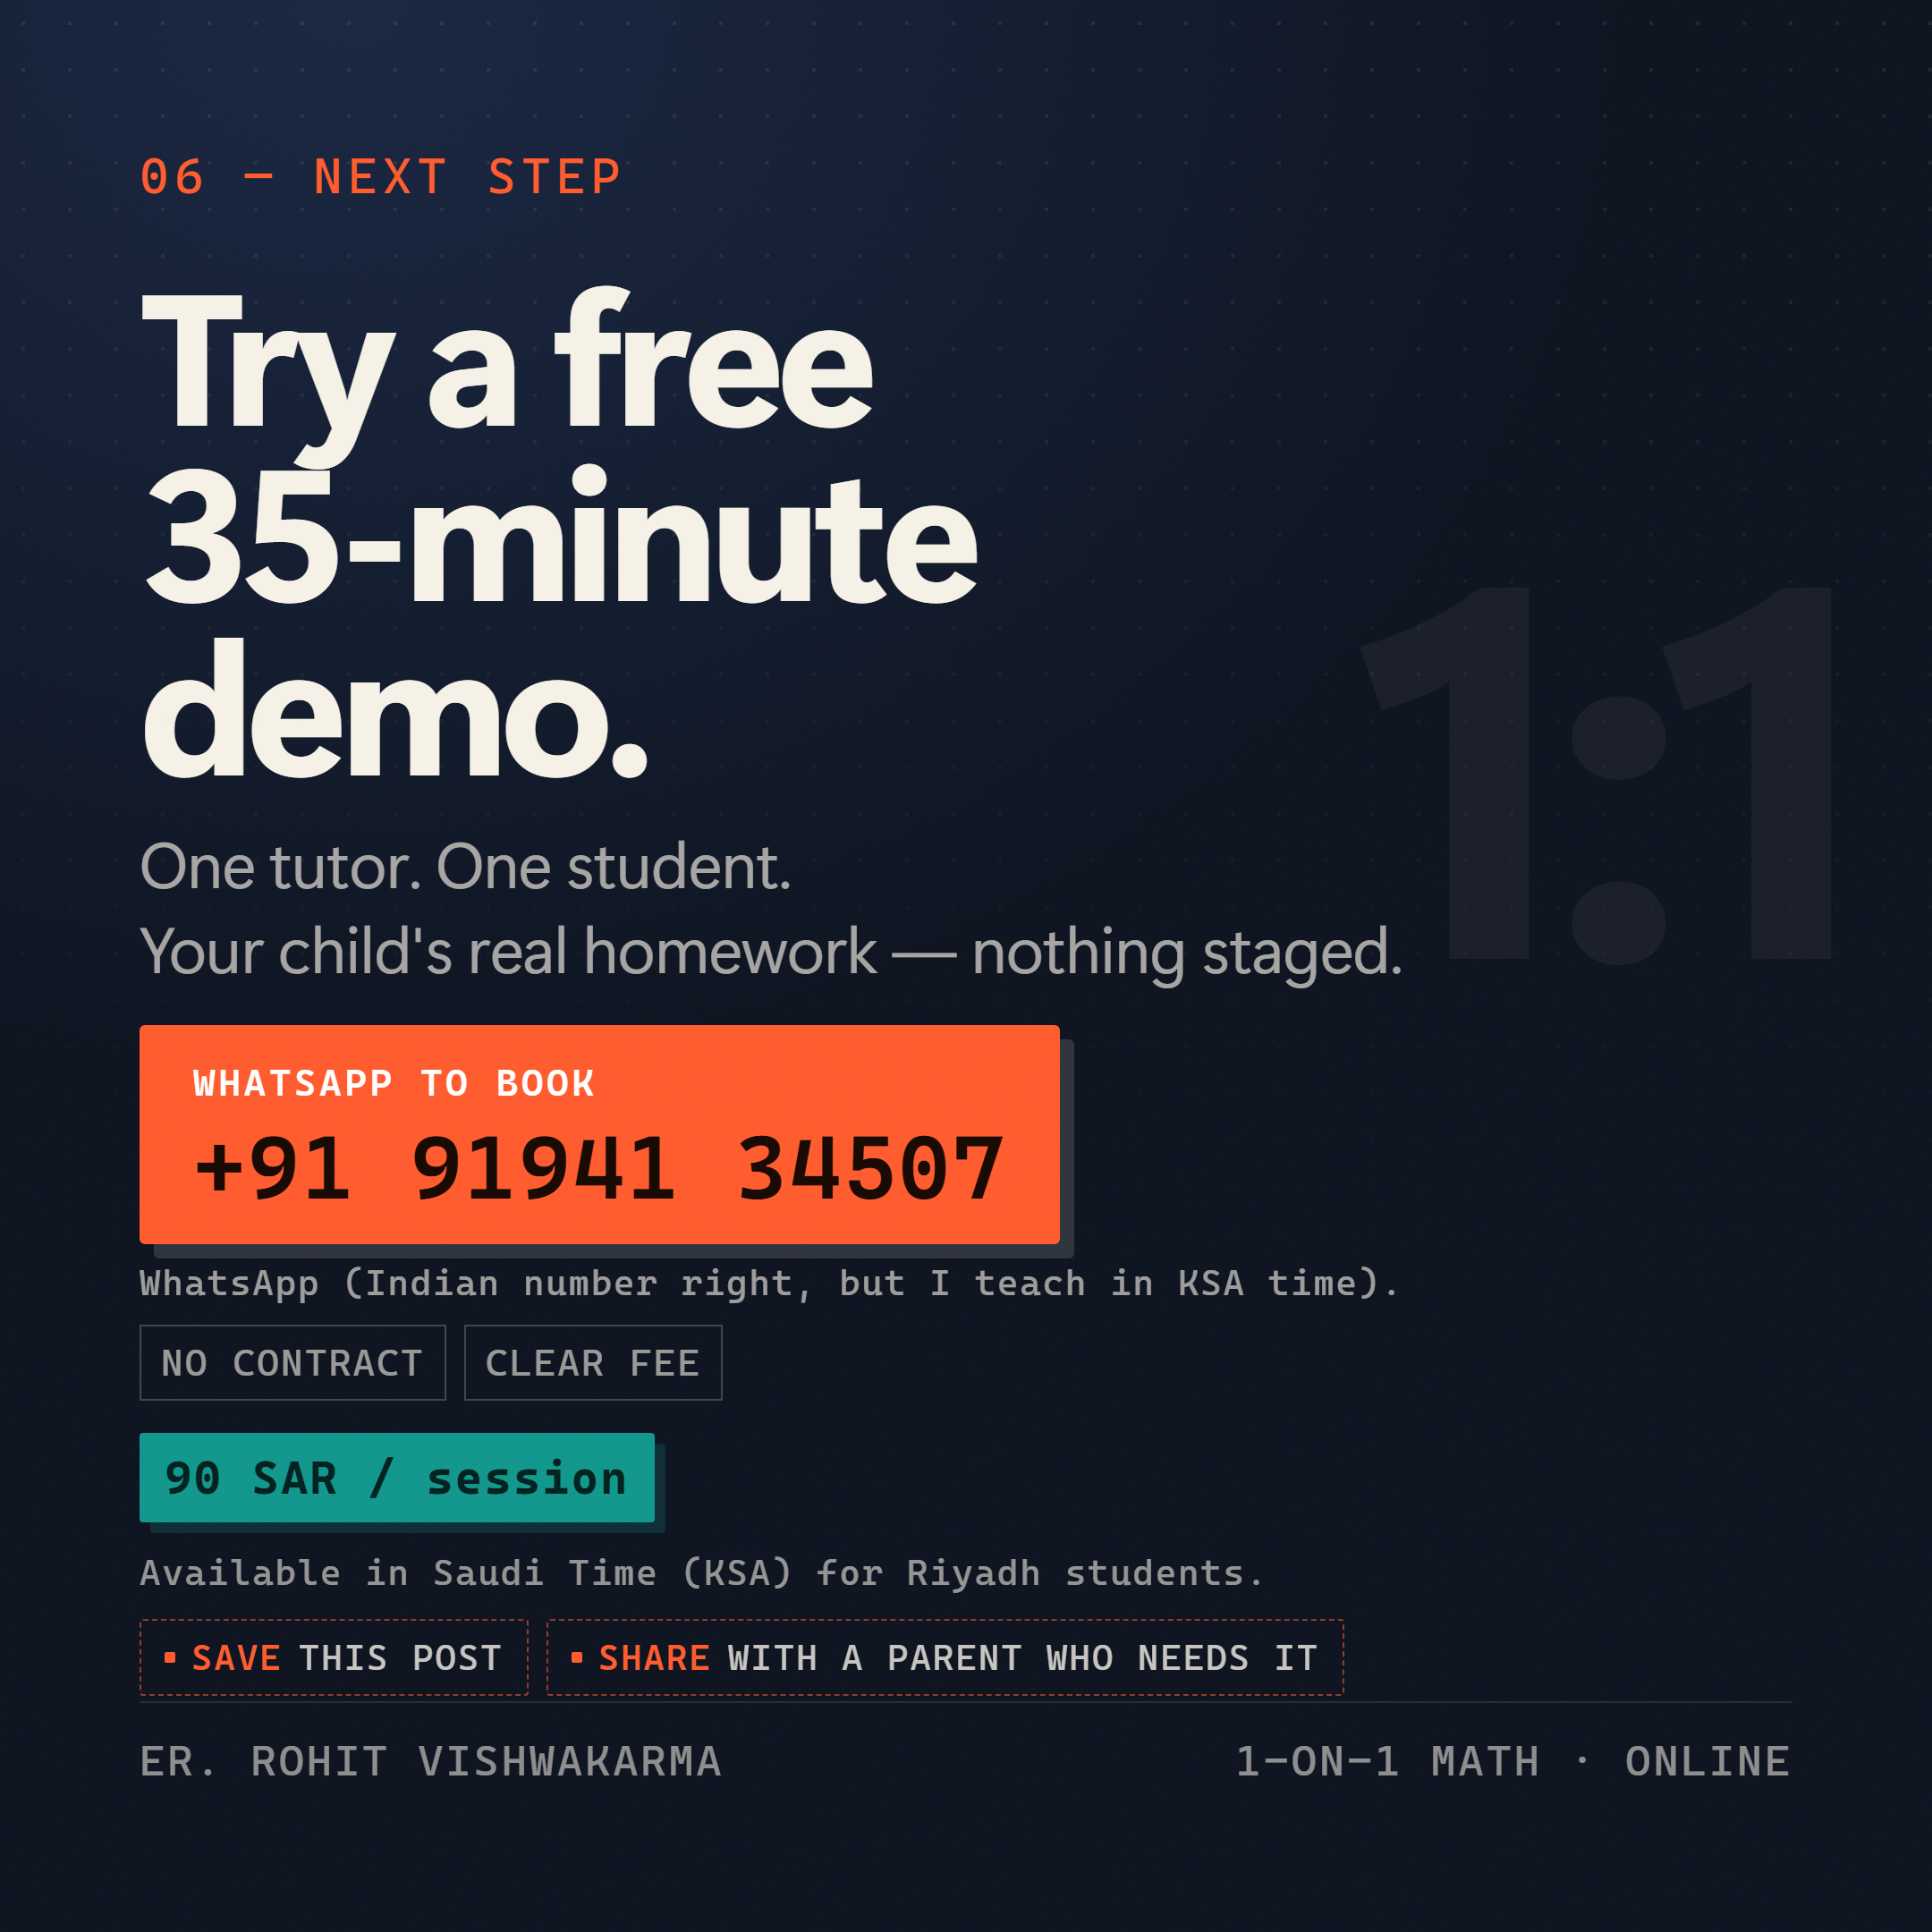 06 — NEXT STEP
Try a free
35-minute
demo.
1:1
One tutor. One student.
Your child's real homework — nothing staged.
WHATSAPP TO BOOK
+91 91941 34507
WhatsApp (Indian number right, but I teach in KSA time).
NO CONTRACT CLEAR FEE
90 SAR / session
Available in Saudi Time (KSA) for Riyadh students.
▪ SAVE THIS POST ▪ SHARE WITH A PARENT WHO NEEDS IT
ER. ROHIT VISHWAKARMA 1-ON-1 MATH · ONLINE